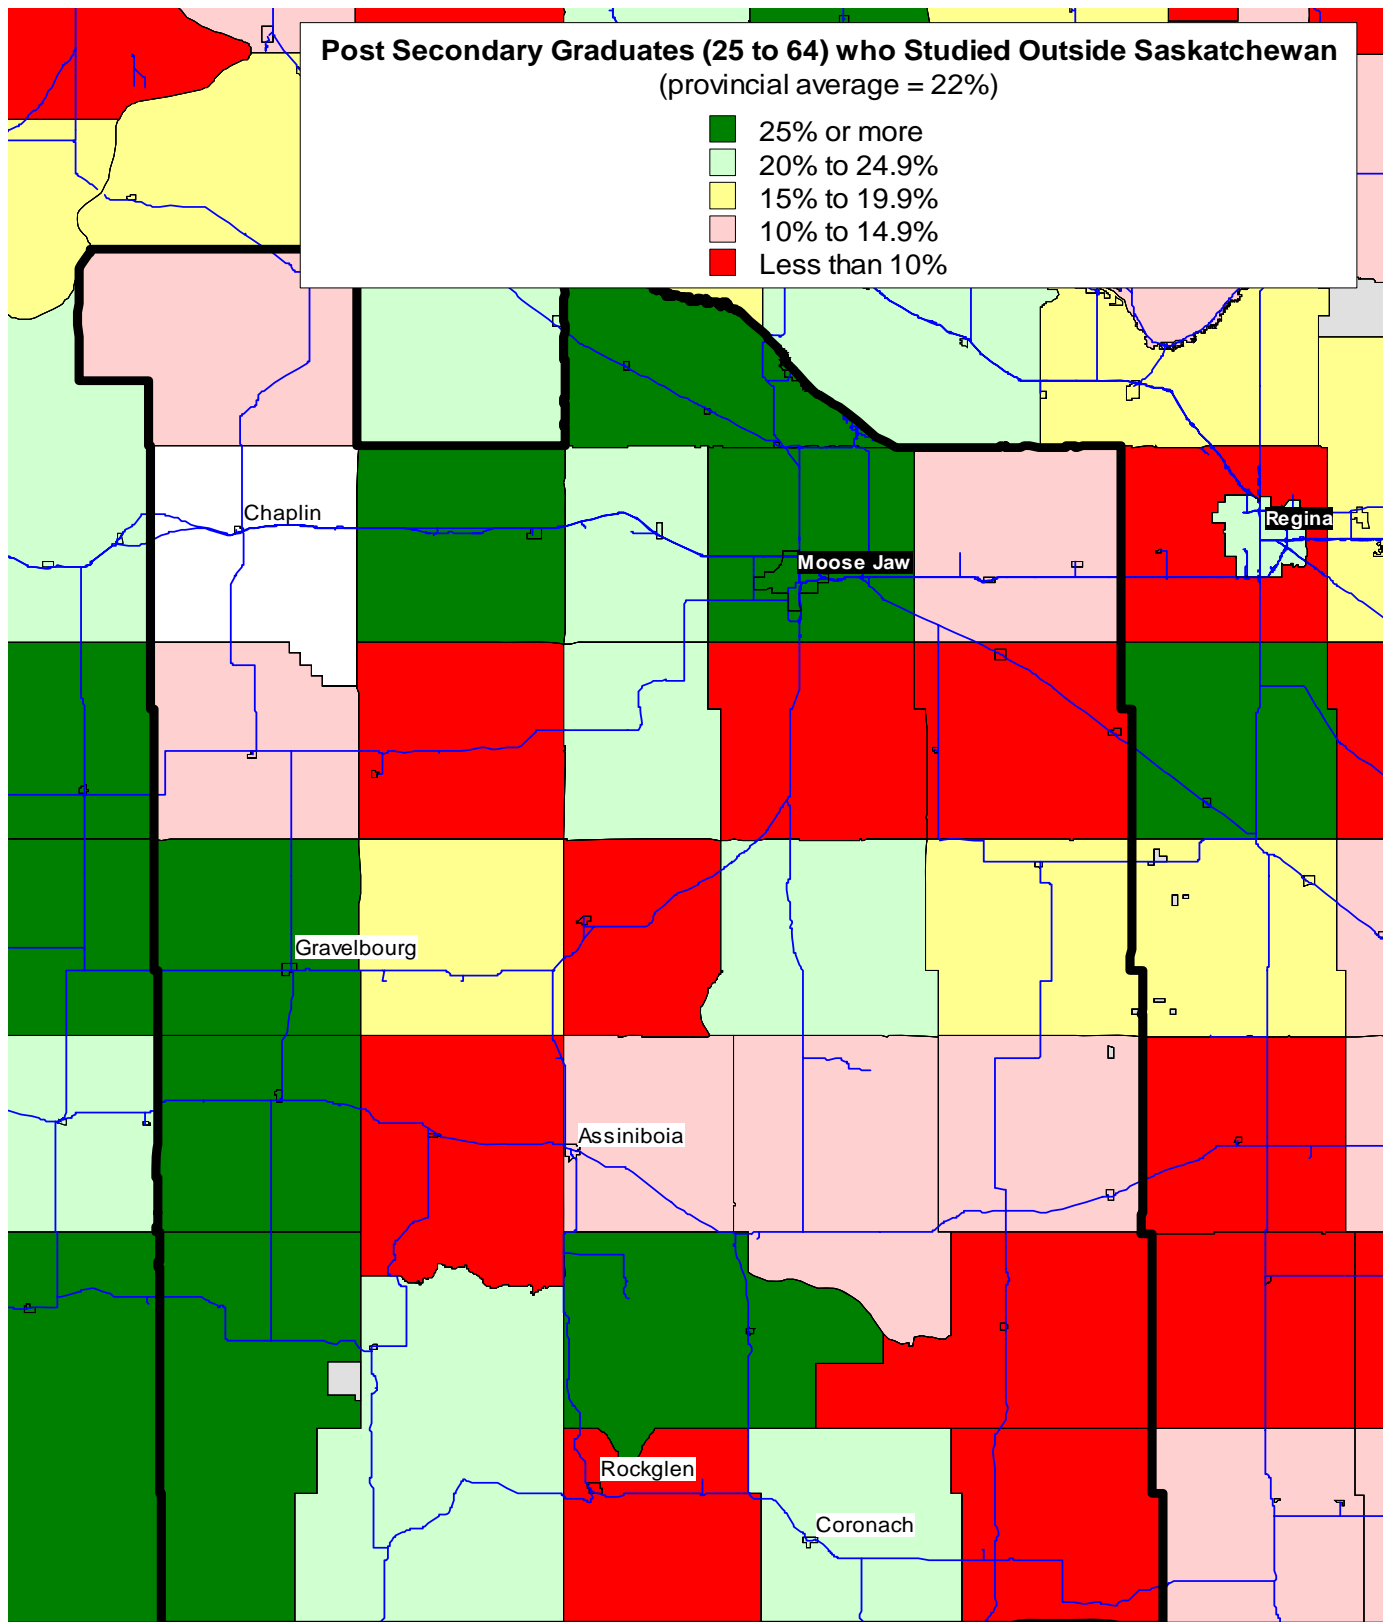 Post Secondary Graduates (25 to 64) who Studied Outside Saskatchewan
(provincial average = 22%)
25% or more
20% to 24.9%
15% to 19.9%
10% to 14.9%
Less than 10%
Chaplin
Regina
Moose Jaw
Gravelbourg
Assiniboia
Rockglen
Coronach